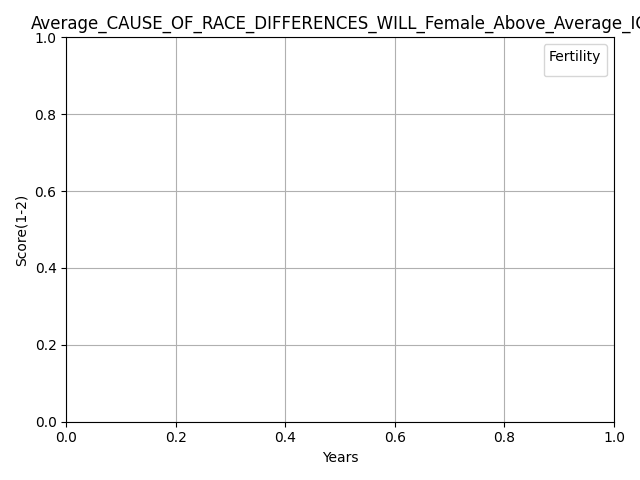 Average_CAUSE_OF_RACE_DIFFERENCES_WILL_Female_Above_Average_IQ
Fertility
1.0
0.8
0.6
0.4
0.2
0.0
Score(1-2)
0.0 0.2 0.4 0.6 0.8 1.0
Years